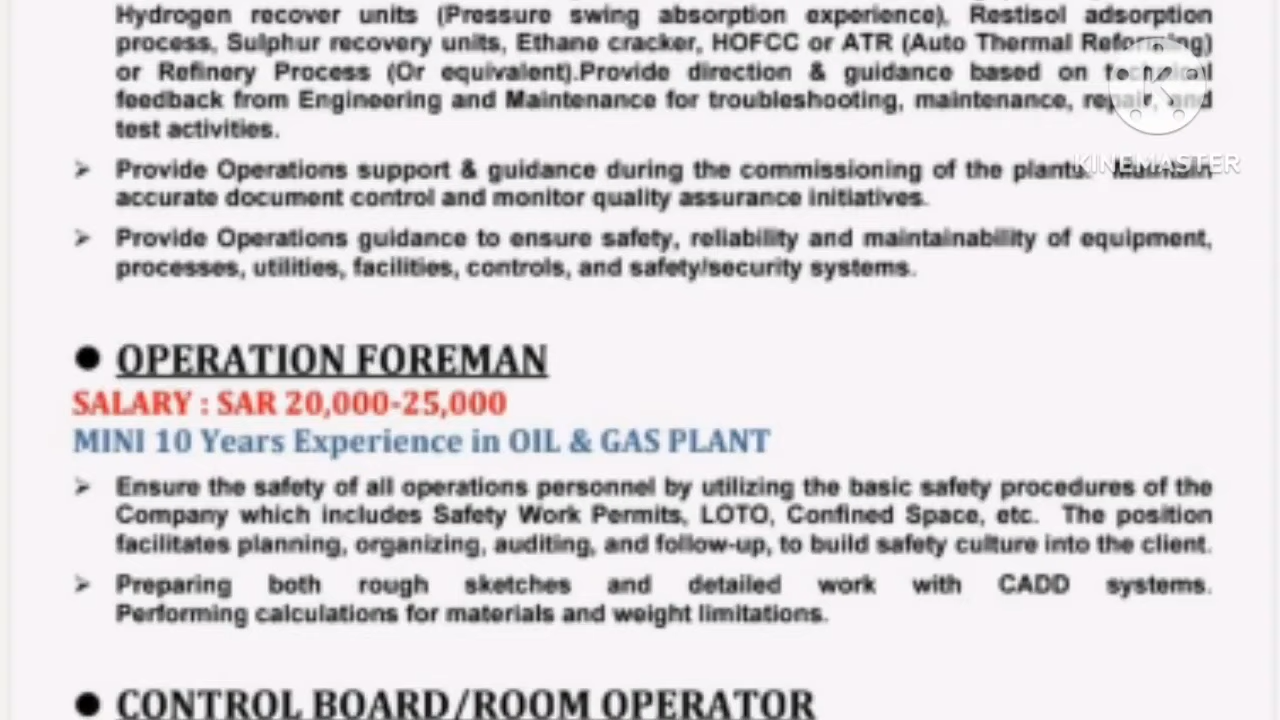 Hydrogen recover units (Pressure swing absorption experience), Restisol adsorption
process, Sulphur recovery units, Ethane cracker, HOFCC or ATR (Auto Thermal Reforming)
or Refinery Process (Or equivalent).Provide direction & guidance based on technical
feedback from Engineering and Maintenance for troubleshooting, maintenance, repair, and
test activities.
➢ Provide Operations support & guidance during the commissioning of the plants. Maintain
accurate document control and monitor quality assurance initiatives.
➢ Provide Operations guidance to ensure safety, reliability and maintainability of equipment,
processes, utilities, facilities, controls, and safety/security systems.
● OPERATION FOREMAN
SALARY : SAR 20,000-25,000
MINI 10 Years Experience in OIL & GAS PLANT
➢ Ensure the safety of all operations personnel by utilizing the basic safety procedures of the
Company which includes Safety Work Permits, LOTO, Confined Space, etc. The position
facilitates planning, organizing, auditing, and follow-up, to build safety culture into the client.
➢ Preparing both rough sketches and detailed work with CADD systems.
Performing calculations for materials and weight limitations.
● CONTROL BOARD/ROOM OPERATOR
KINEMASTER